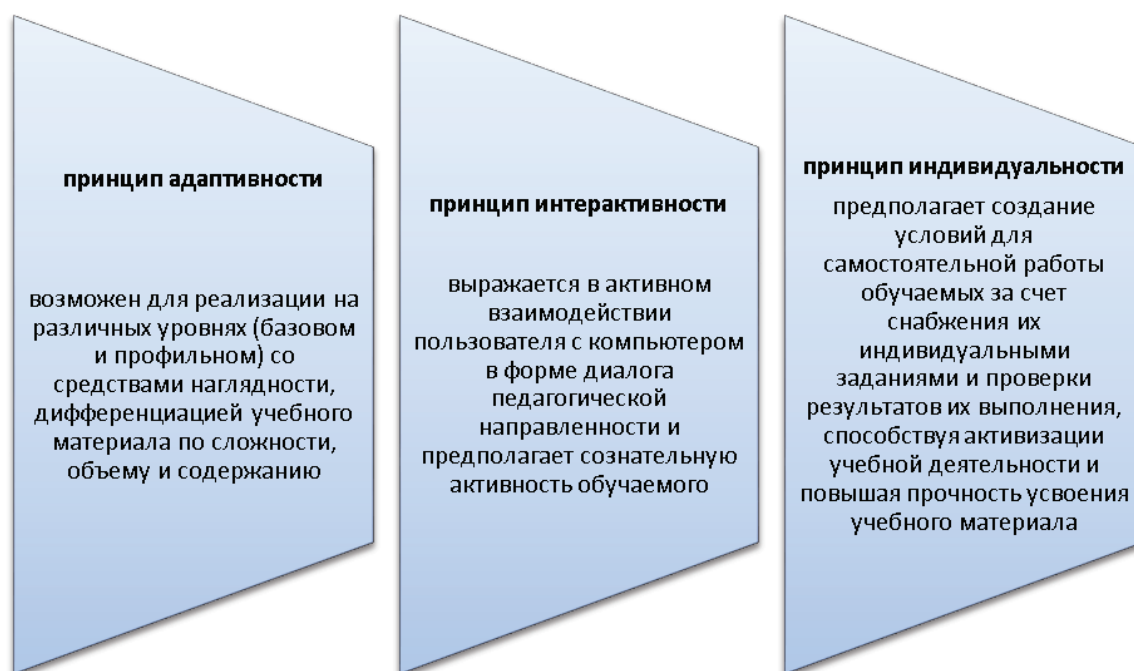 принцип адаптивности
возможен для реализации на
различных уровнях (базовом
и профильном) со
средствами наглядности,
дифференциацией учебного
материала по сложности,
объему и содержанию
принцип интерактивности
выражается в активном
взаимодействии
пользователя с компьютером
в форме диалога
педагогической
направленности и
предполагает сознательную
активность обучаемого
принцип индивидуальности
предполагает создание
условий для
самостоятельной работы
обучаемых за счет
снабжения их
индивидуальными
заданиями и проверки
результатов их выполнения,
способствуя активизации
учебной деятельности и
повышая прочность усвоения
учебного материала